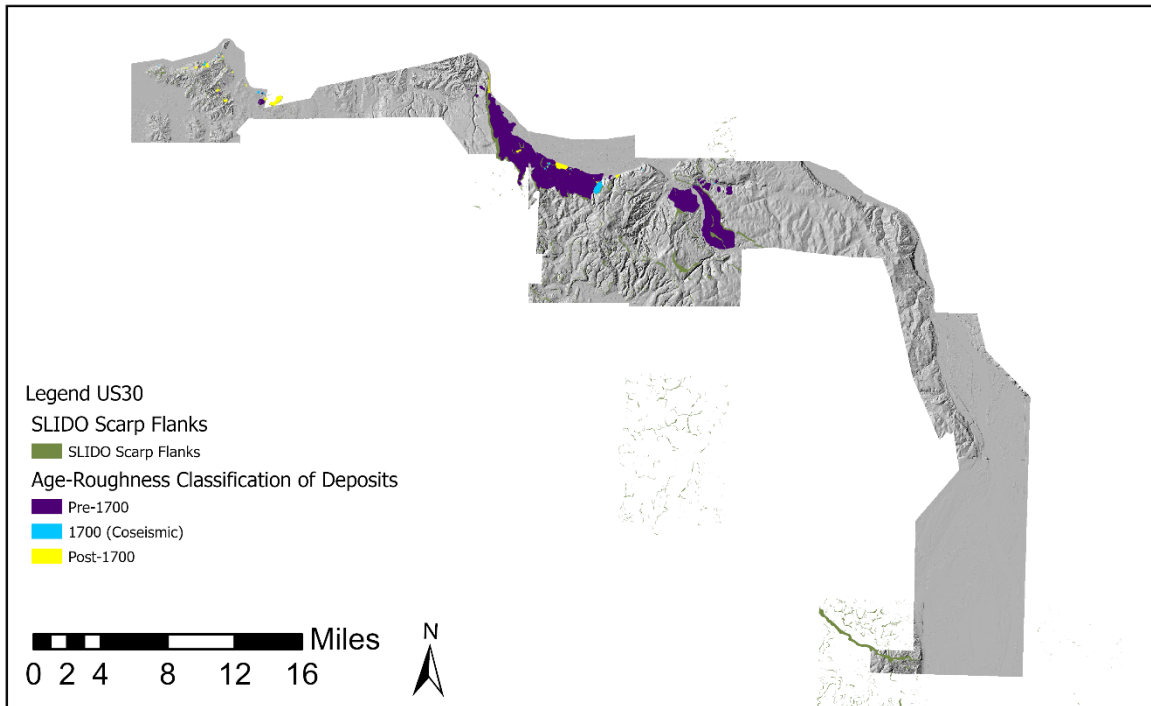 Legend US30
SLIDO Scarp Flanks
SLIDO Scarp Flanks
Age-Roughness Classification of Deposits
Pre-1700
1700 (Coseismic)
Post-1700
Miles
0 2 4 8 12 16
N